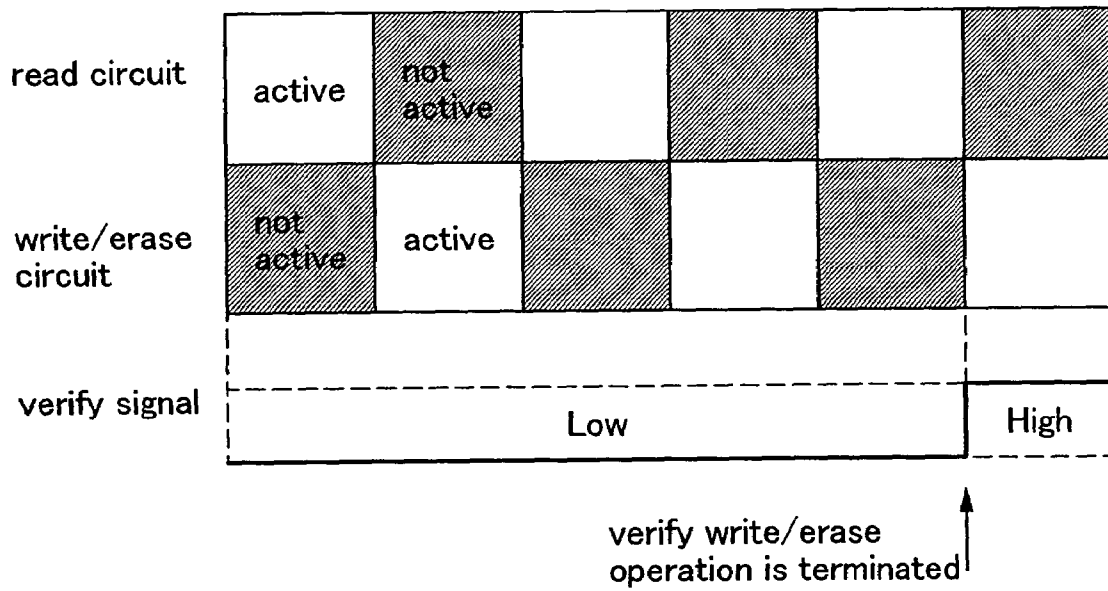 read circuit
active
not
active
write/erase
circuit
not
active
active
verify signal
Low
High
verify write/erase
operation is terminated